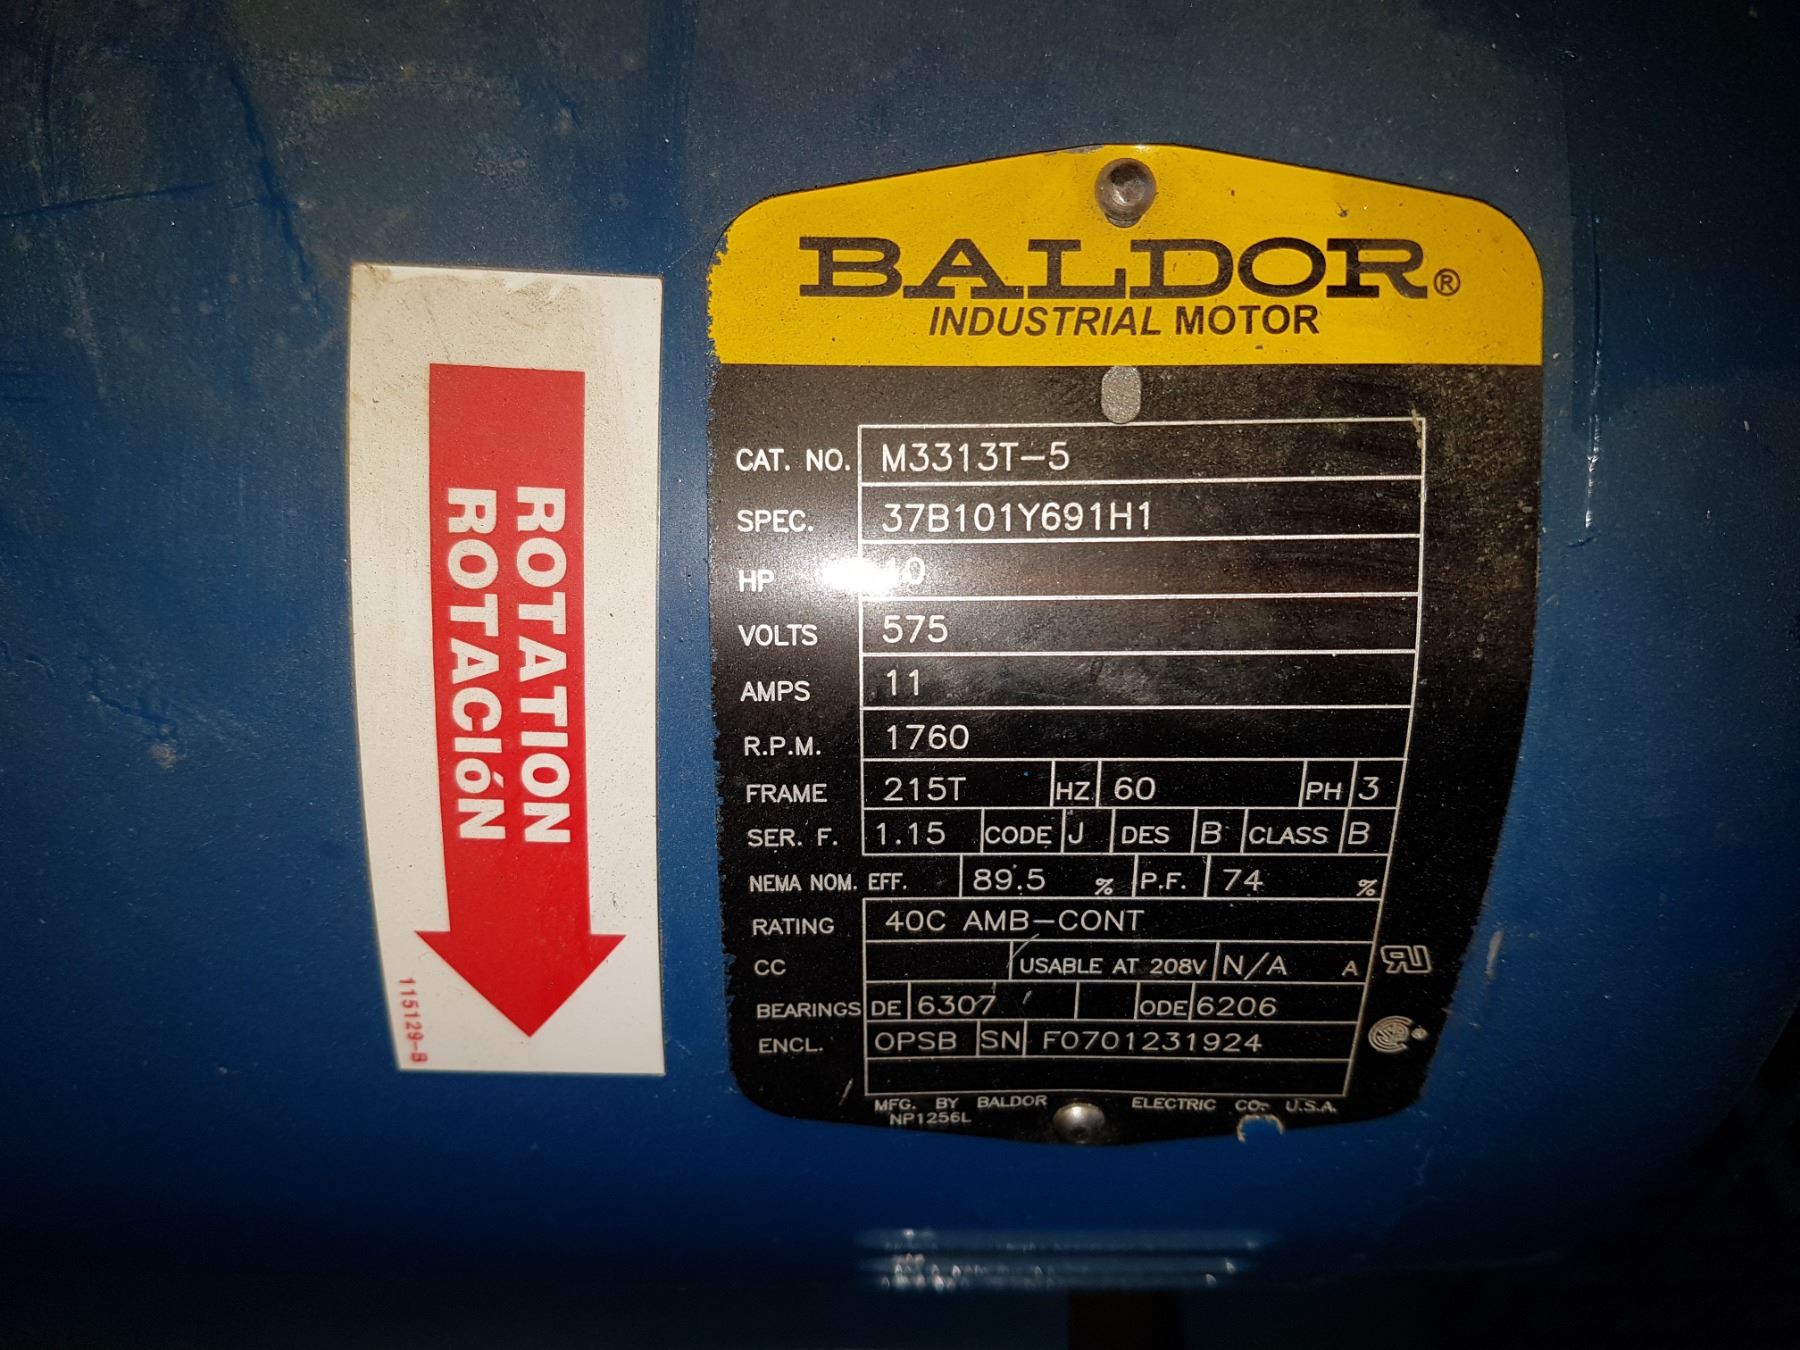 BALDOR®
INDUSTRIAL MOTOR
CAT. NO. M3313T-5
SPEC. 37B101Y691H1
HP 10
VOLTS 575
AMPS 11
R.P.M. 1760
FRAME 215T HZ 60 PH 3
SER. F. 1.15 CODE J DES B CLASS B
NEMA NOM. EFF. 89.5 % P.F. 74 %
RATING 40C AMB-CONT
CC USABLE AT 208V N/A A
BEARINGS DE 6307 ODE 6206
ENCL. OPSB SN F0701231924
MFG. BY BALDOR ELECTRIC CO. U.S.A.
NP1256L
ROTATION
ROTACIÓN
115129-B